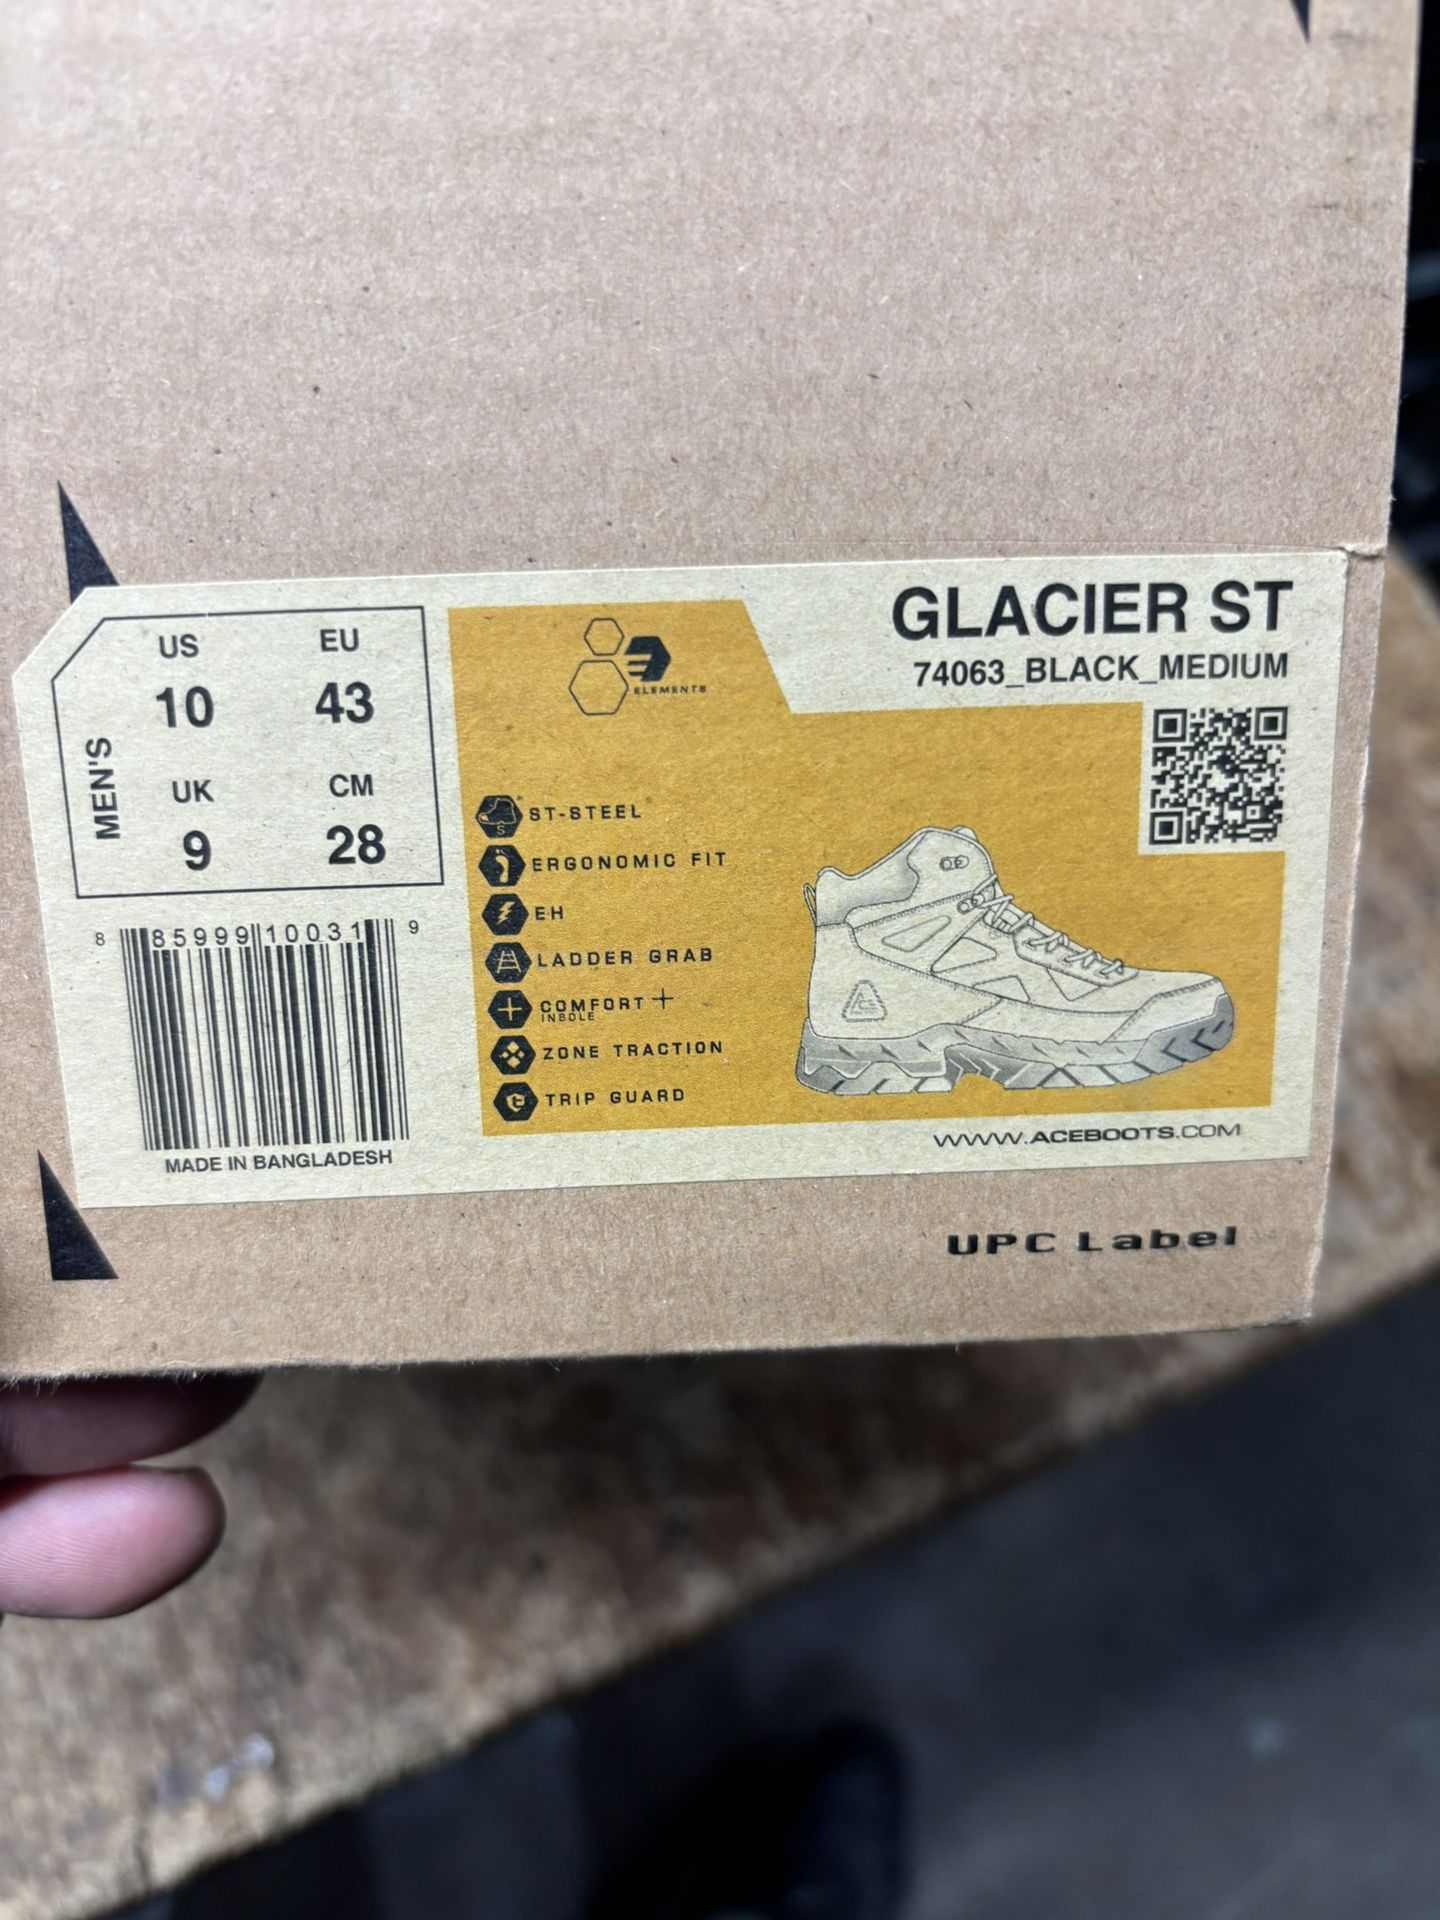 GLACIER ST
74063_BLACK_MEDIUM
MEN'S
US EU
10 43
UK CM
9 28
ELEMENTS
ST-STEEL
ERGONOMIC FIT
EH
LADDER GRAB
COMFORT +
INSOLE
ZONE TRACTION
TRIP GUARD
8 85999 10031 9
MADE IN BANGLADESH
WWW.ACEBOOTS.COM
UPC Label